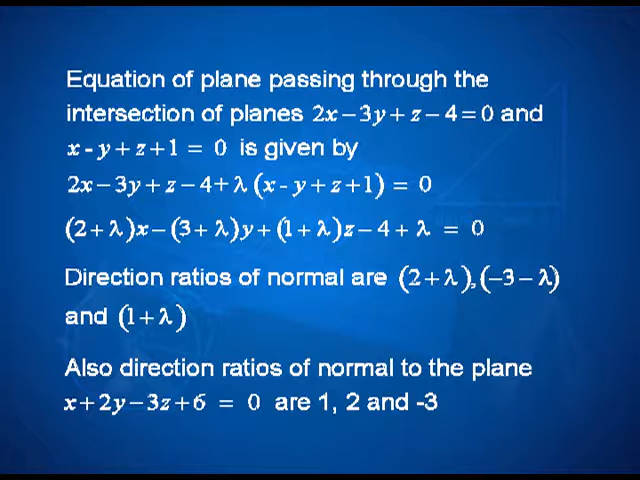 Equation of plane passing through the
intersection of planes 2x − 3y + z − 4 = 0 and
x - y + z + 1 = 0 is given by
2x − 3y + z − 4 + λ (x - y + z + 1) = 0
(2 + λ)x − (3 + λ)y + (1 + λ)z − 4 + λ = 0
Direction ratios of normal are (2 + λ), (−3 − λ)
and (1 + λ)
Also direction ratios of normal to the plane
x + 2y − 3z + 6 = 0 are 1, 2 and -3